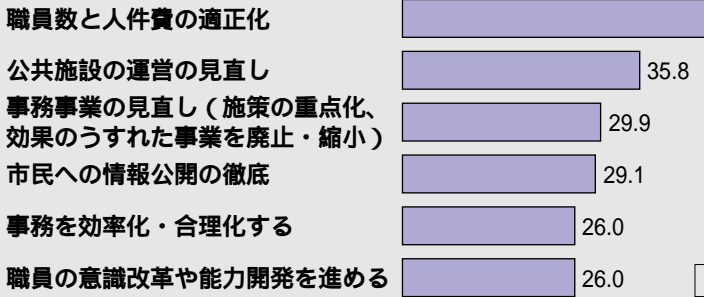 職員数と人件費の適正化
公共施設の運営の見直し 35.8
事務事業の見直し（施策の重点化、
効果のうすれた事業を廃止・縮小） 29.9
市民への情報公開の徹底 29.1
事務を効率化・合理化する 26.0
職員の意識改革や能力開発を進める 26.0